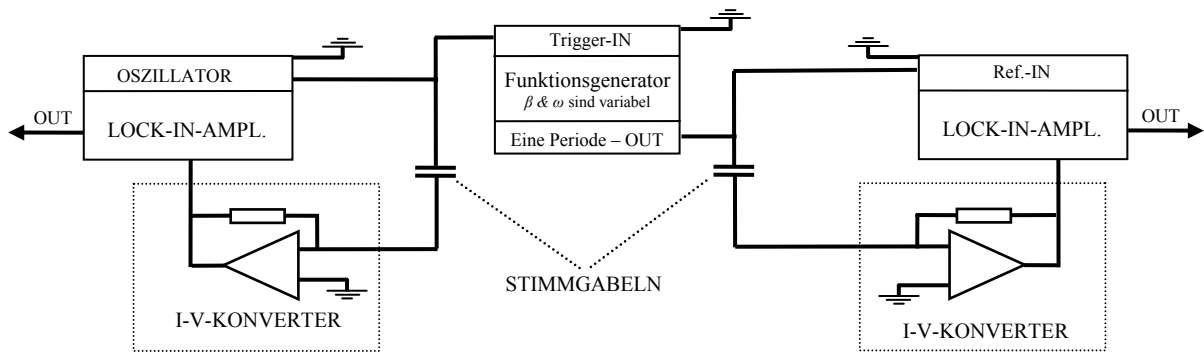 OSZILLATOR
LOCK-IN-AMPL.
OUT
I-V-KONVERTER
Trigger-IN
Funktionsgenerator
β & ω sind variabel
Eine Periode – OUT
STIMMGABELN
Ref.-IN
LOCK-IN-AMPL.
OUT
I-V-KONVERTER